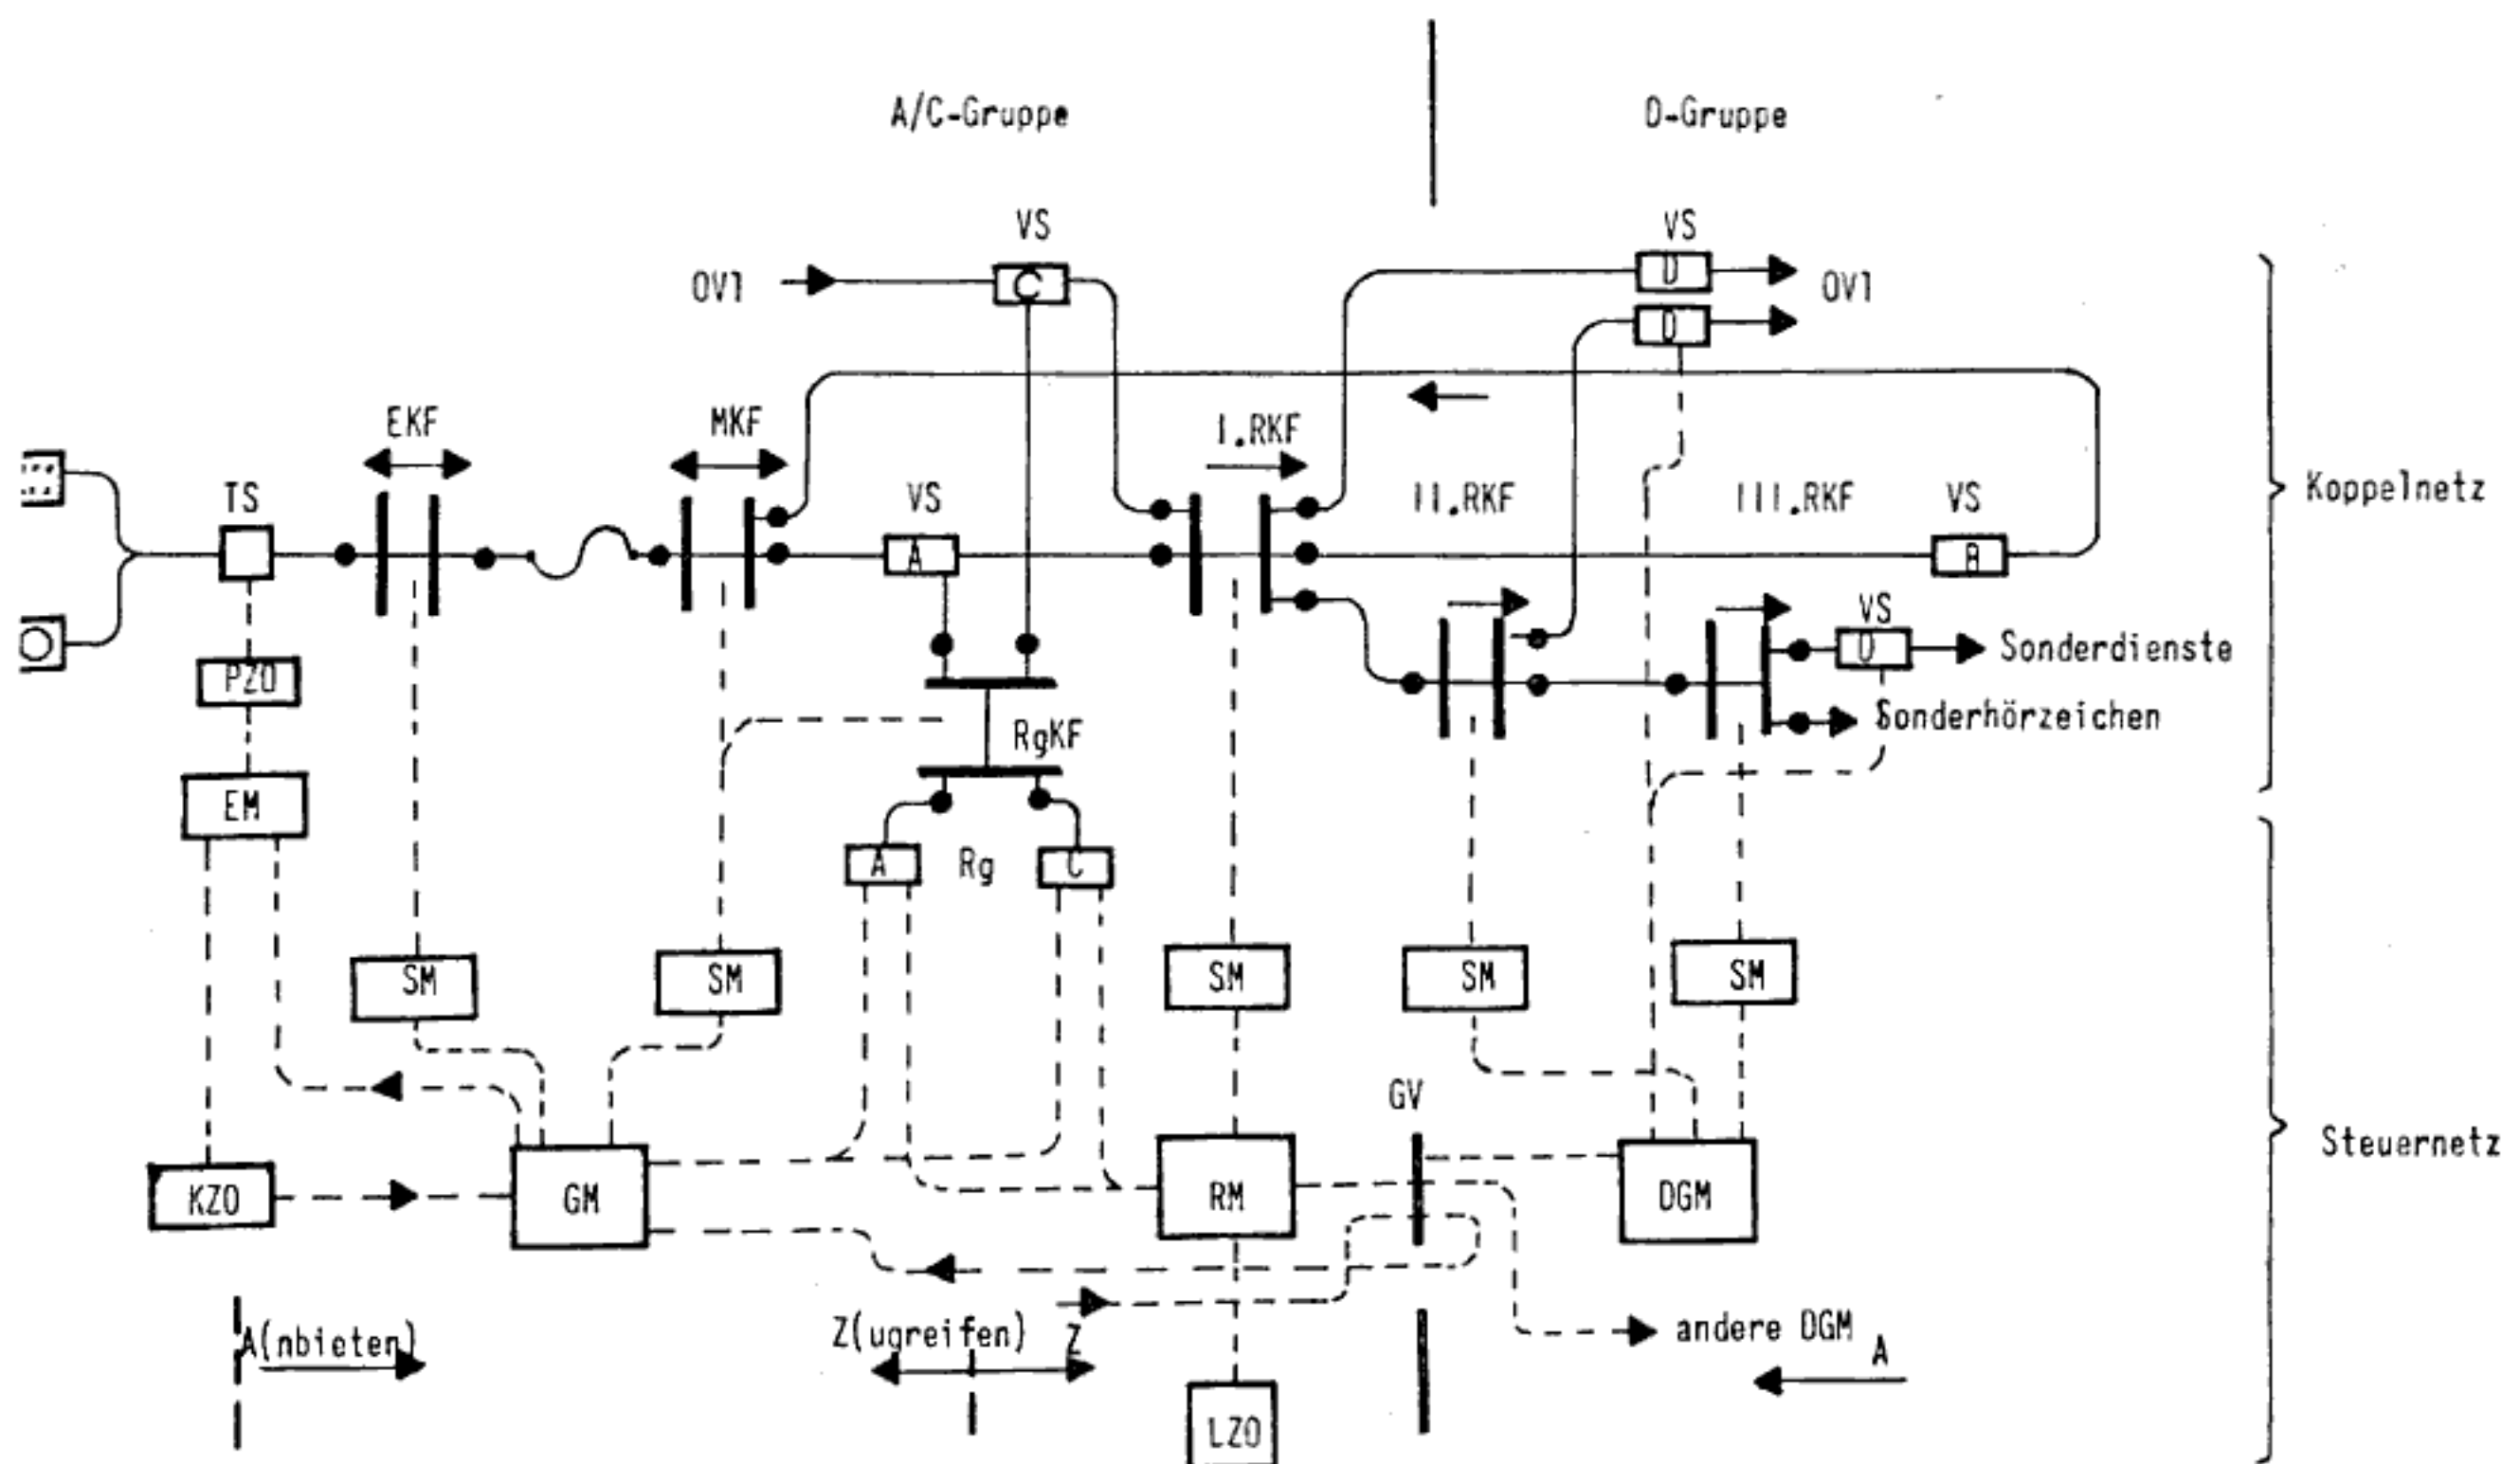 A/C-Gruppe
D-Gruppe
VS
VS
OVl
C
D
OVl
D
EKF
MKF
I.RKF
TS
VS
II.RKF
III.RKF
VS
Koppelnetz
A
B
VS
D
Sonderdienste
PZO
Sonderhörzeichen
RgKF
EM
A
Rg
C
SM
SM
SM
SM
SM
GV
Steuernetz
KZO
GM
RM
DGM
A(nbieten)
Z(ugreifen)
Z
andere DGM
A
LZO